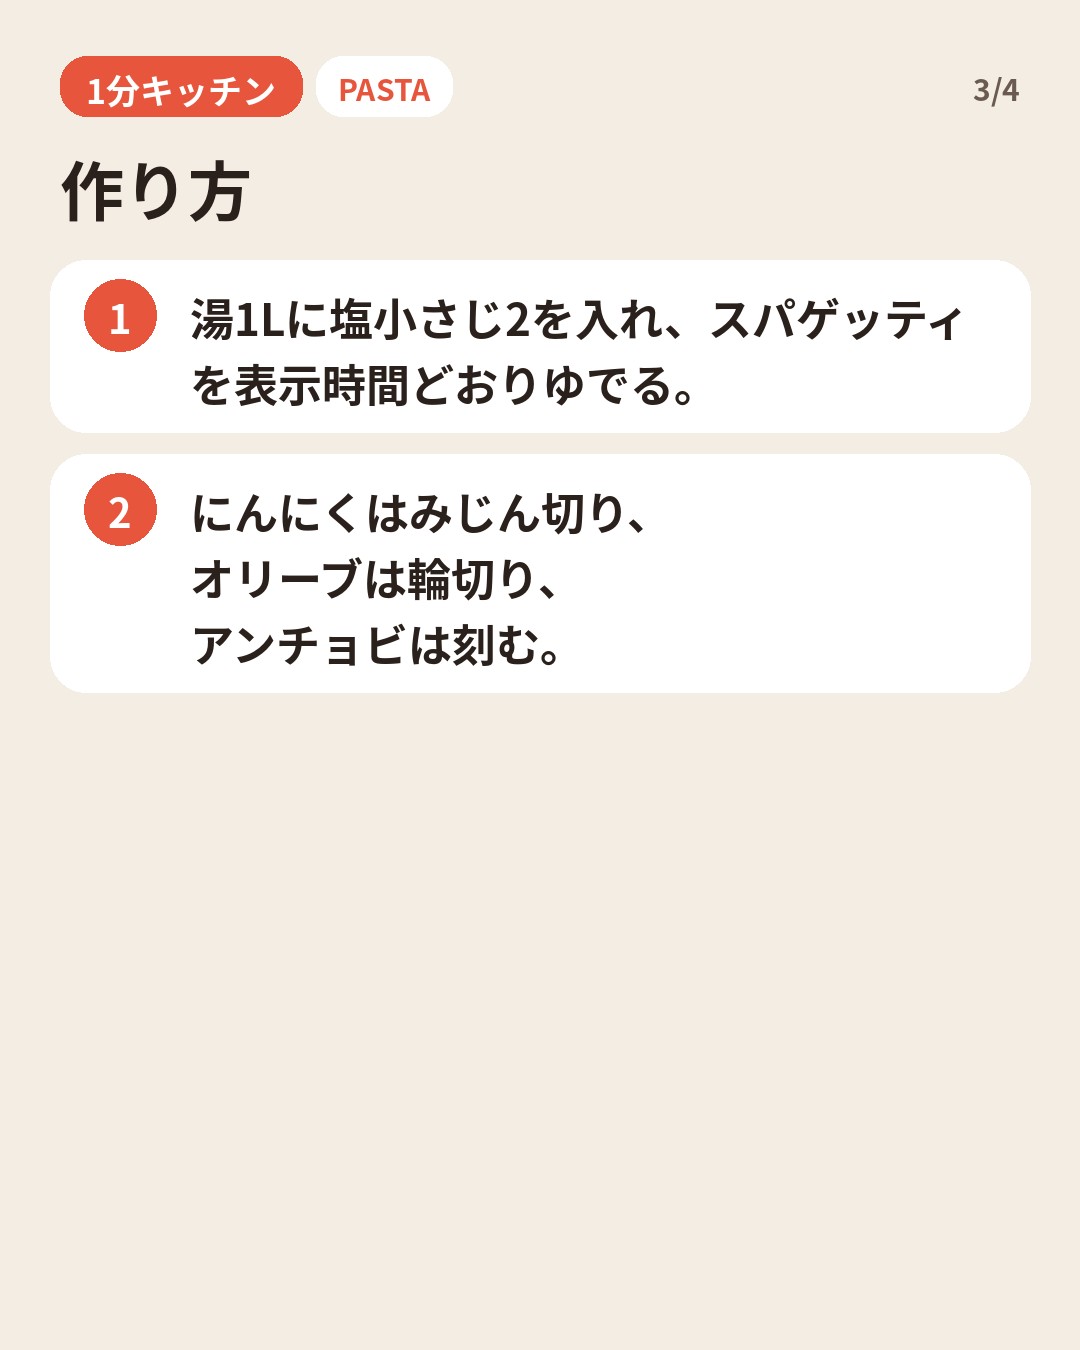 1分キッチン PASTA 3/4
作り方
1 湯1Lに塩小さじ2を入れ、スパゲッティ
を表示時間どおりゆでる。
2 にんにくはみじん切り、
オリーブは輪切り、
アンチョビは刻む。